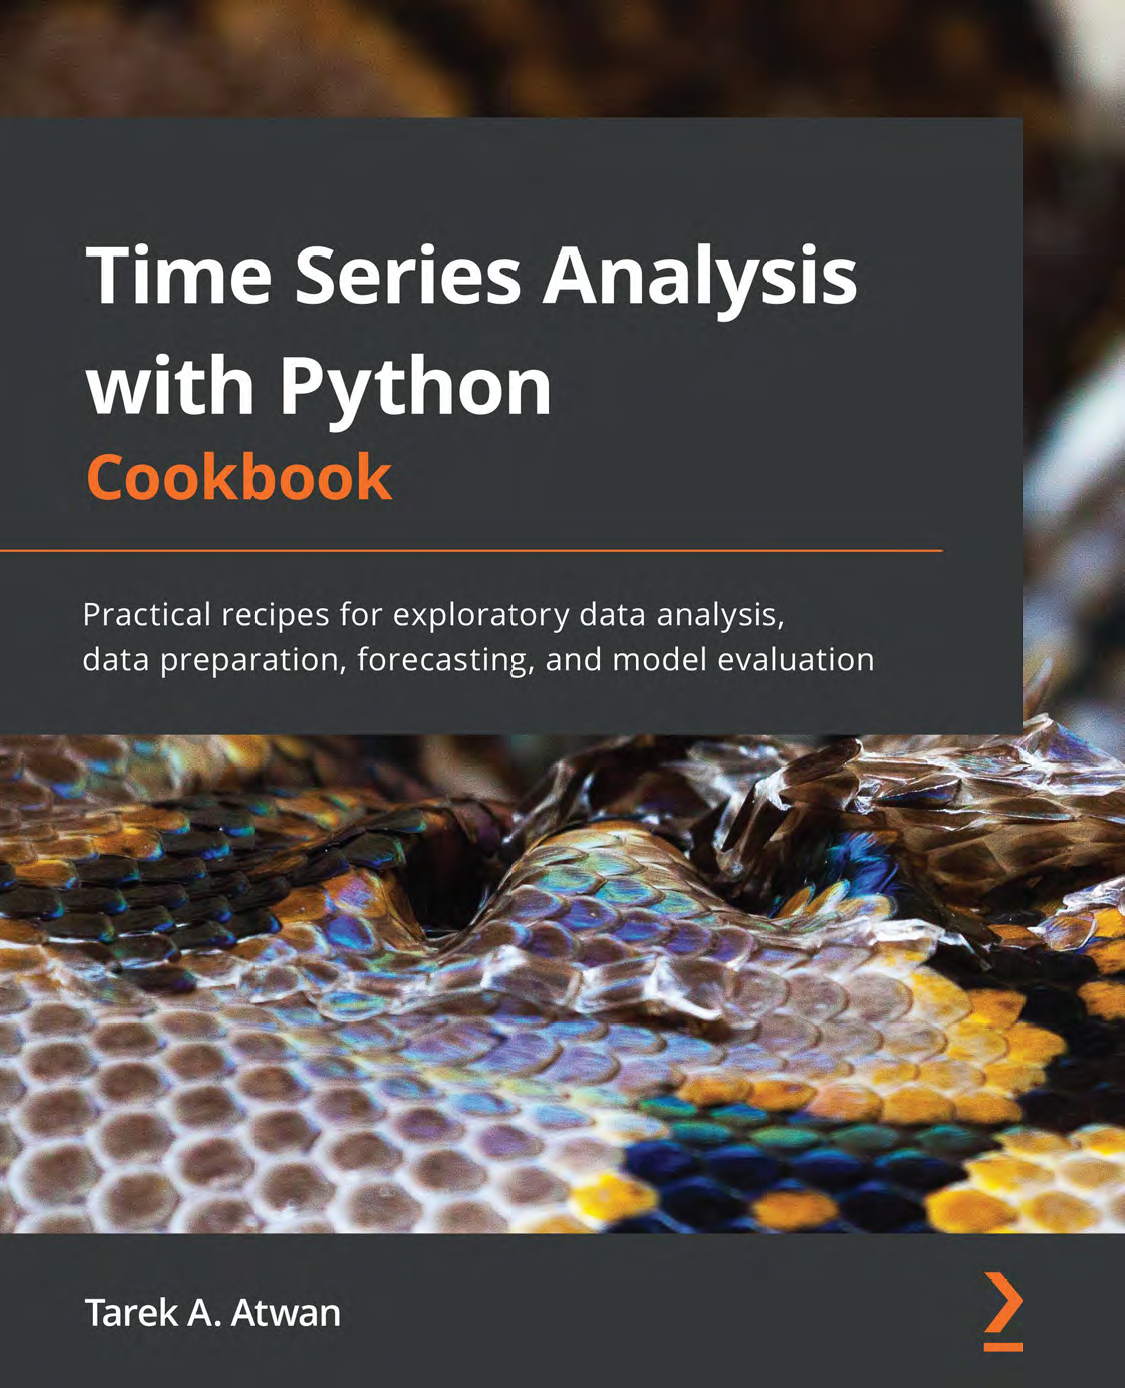 Time Series Analysis
with Python
Cookbook
Practical recipes for exploratory data analysis,
data preparation, forecasting, and model evaluation
Tarek A. Atwan